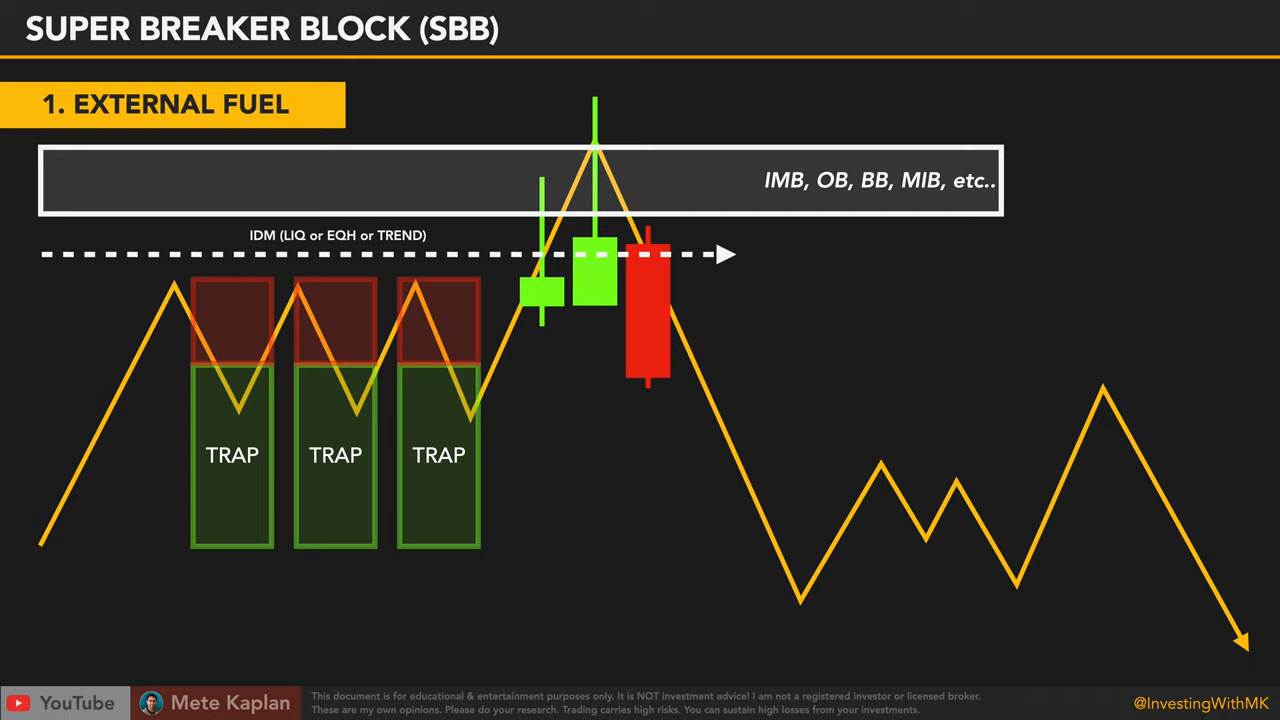 SUPER BREAKER BLOCK (SBB)
1. EXTERNAL FUEL
IMB, OB, BB, MIB, etc..
IDM (LIQ or EQH or TREND)
TRAP
TRAP
TRAP
YouTube
Mete Kaplan
This document is for educational & entertainment purposes only. It is NOT investment advice! I am not a registered investor or licensed broker.
These are my own opinions. Please do your research. Trading carries high risks. You can sustain high losses from your investments.
@InvestingWithMK